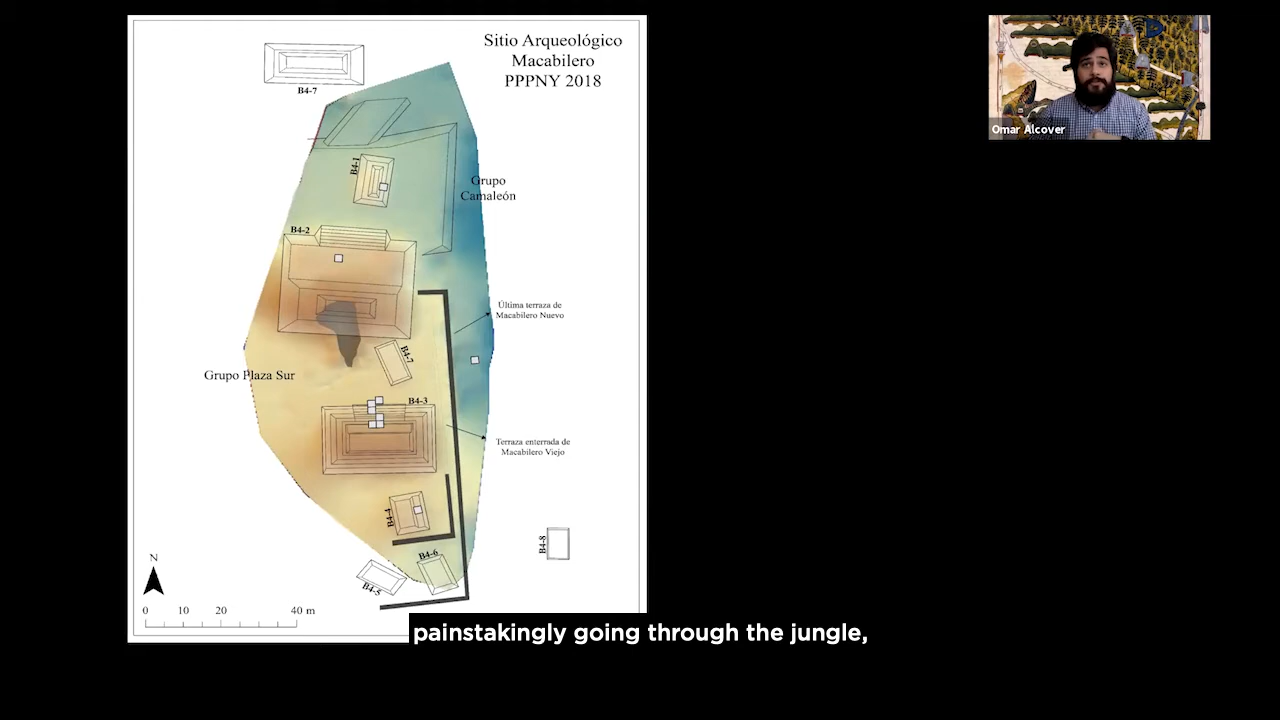 Sitio Arqueológico
Macabilero
PPPNY 2018
B4-7
B4-1
Grupo
Camaleón
B4-2
Última terraza de
Macabilero Nuevo
B4-7
Grupo Plaza Sur
B4-3
Terraza enterrada de
Macabilero Viejo
B4-4
B4-8
B4-6
B4-5
N
0 10 20 40 m
Omar Alcover
painstakingly going through the jungle,